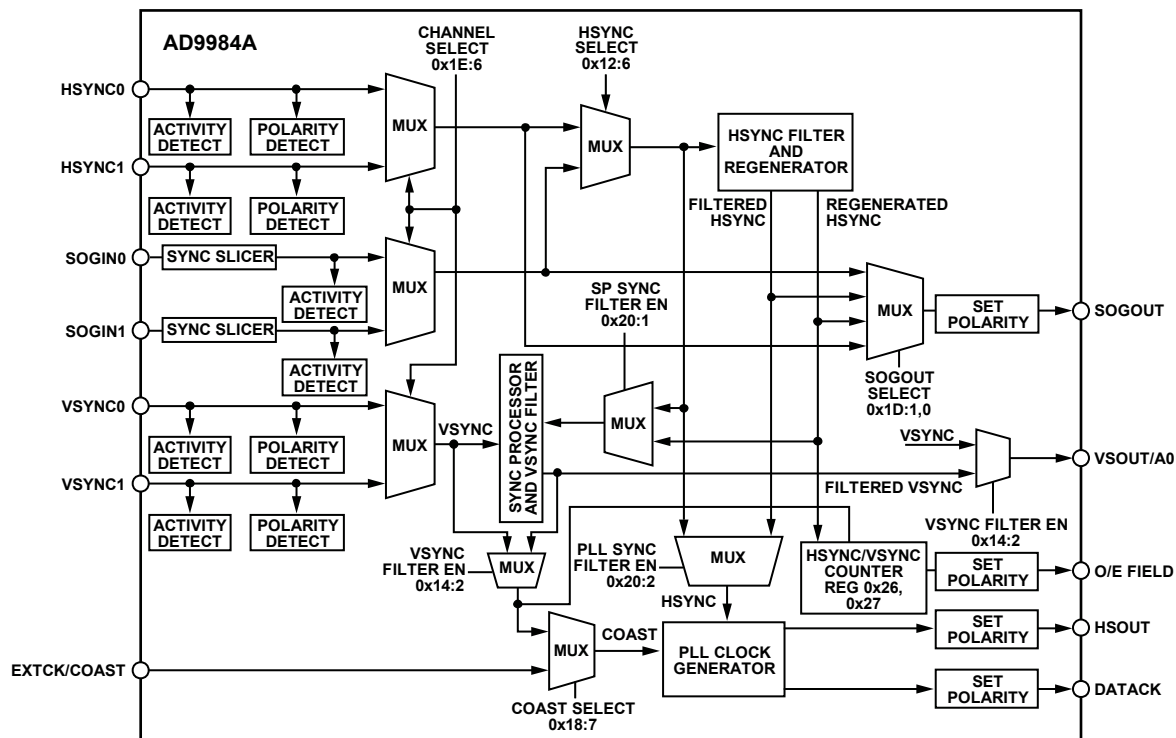 AD9984A
CHANNEL
SELECT
0x1E:6
HSYNC
SELECT
0x12:6
HSYNC0
ACTIVITY
DETECT
POLARITY
DETECT
MUX
HSYNC1
ACTIVITY
DETECT
POLARITY
DETECT
MUX
HSYNC FILTER
AND
REGENERATOR
FILTERED
HSYNC
REGENERATED
HSYNC
SOGIN0
SYNC SLICER
ACTIVITY
DETECT
MUX
SOGIN1
SYNC SLICER
ACTIVITY
DETECT
SP SYNC
FILTER EN
0x20:1
MUX
SET
POLARITY
SOGOUT
SOGOUT
SELECT
0x1D:1,0
VSYNC0
ACTIVITY
DETECT
POLARITY
DETECT
MUX
VSYNC
SYNC PROCESSOR
AND VSYNC FILTER
MUX
VSYNC
VSOUT/A0
FILTERED VSYNC
VSYNC FILTER EN
0x14:2
VSYNC1
ACTIVITY
DETECT
POLARITY
DETECT
VSYNC
FILTER EN
0x14:2
MUX
PLL SYNC
FILTER EN
0x20:2
MUX
HSYNC
HSYNC/VSYNC
COUNTER
REG 0x26,
0x27
SET
POLARITY
O/E FIELD
EXTCK/COAST
MUX
COAST
COAST SELECT
0x18:7
PLL CLOCK
GENERATOR
SET
POLARITY
HSOUT
SET
POLARITY
DATACK